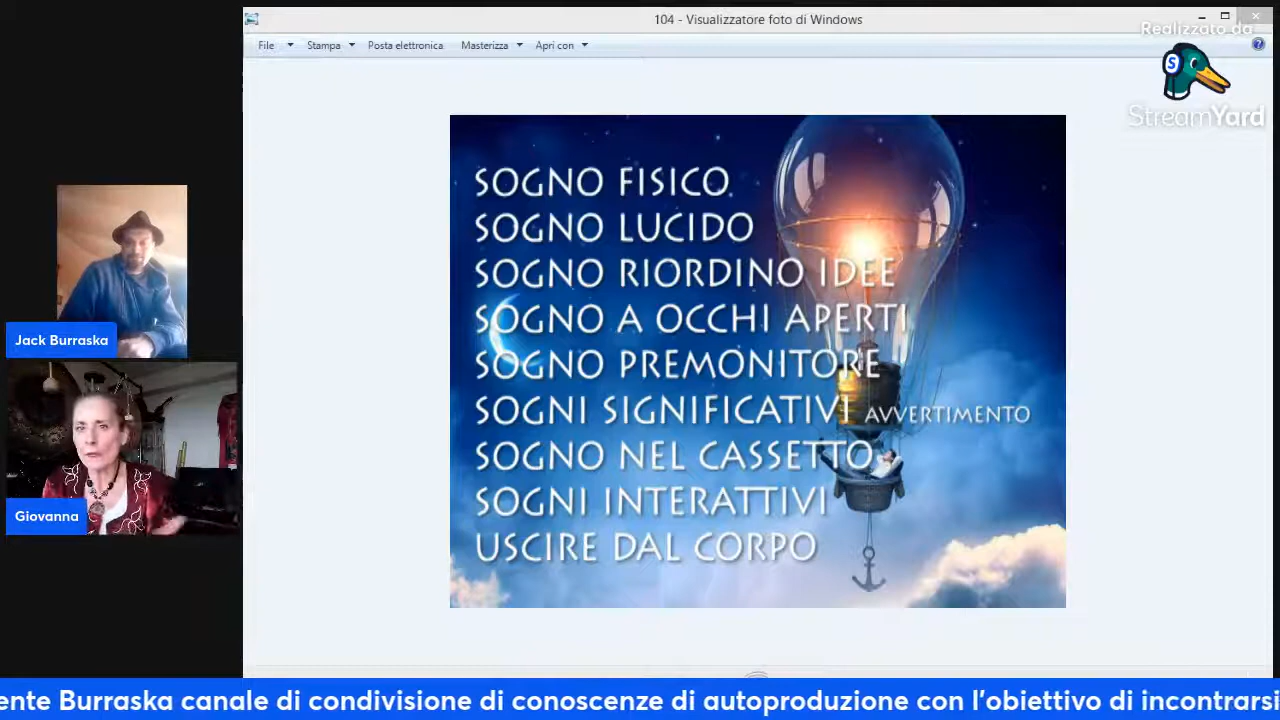 104 - Visualizzatore foto di Windows
Realizzato da
File Stampa Posta elettronica Masterizza Apri con
StreamYard
SOGNO FISICO
SOGNO LUCIDO
SOGNO RIORDINO IDEE
SOGNO A OCCHI APERTI
SOGNO PREMONITORE
SOGNI SIGNIFICATIVI AVVERTIMENTO
SOGNO NEL CASSETTO
SOGNI INTERATTIVI
USCIRE DAL CORPO
Jack Burraska
Giovanna
ente Burraska canale di condivisione di conoscenze di autoproduzione con l'obiettivo di incontrarsi